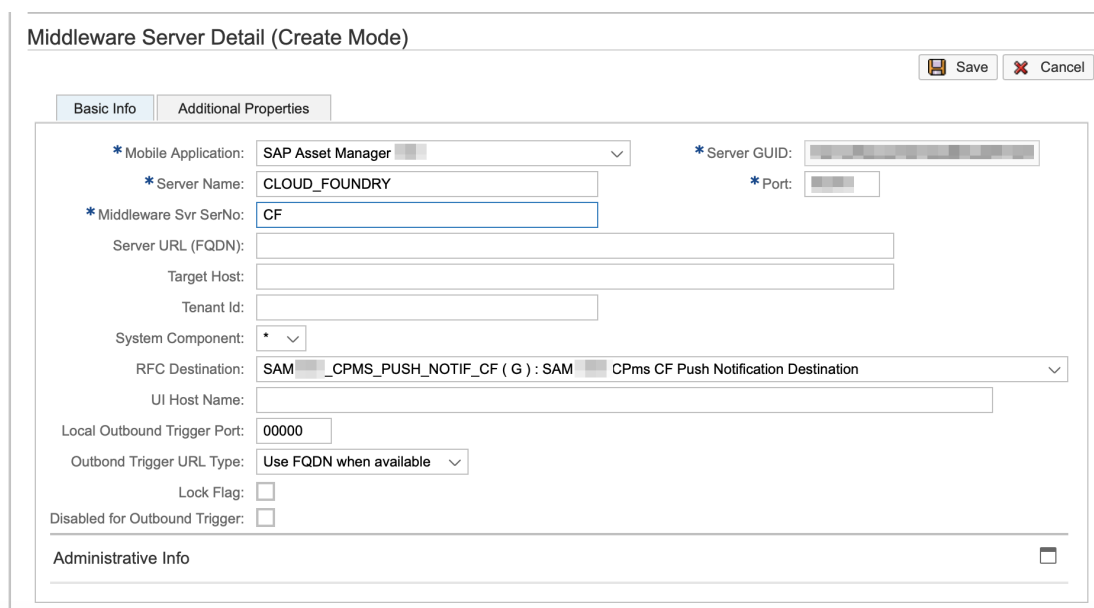 Middleware Server Detail (Create Mode)
Save Cancel
Basic Info Additional Properties
* Mobile Application: SAP Asset Manager * Server GUID:
* Server Name: CLOUD_FOUNDRY * Port:
* Middleware Svr SerNo: CF
Server URL (FQDN):
Target Host:
Tenant Id:
System Component: *
RFC Destination: SAM _CPMS_PUSH_NOTIF_CF ( G ) : SAM CPms CF Push Notification Destination
UI Host Name:
Local Outbound Trigger Port: 00000
Outbond Trigger URL Type: Use FQDN when available
Lock Flag:
Disabled for Outbound Trigger:
Administrative Info